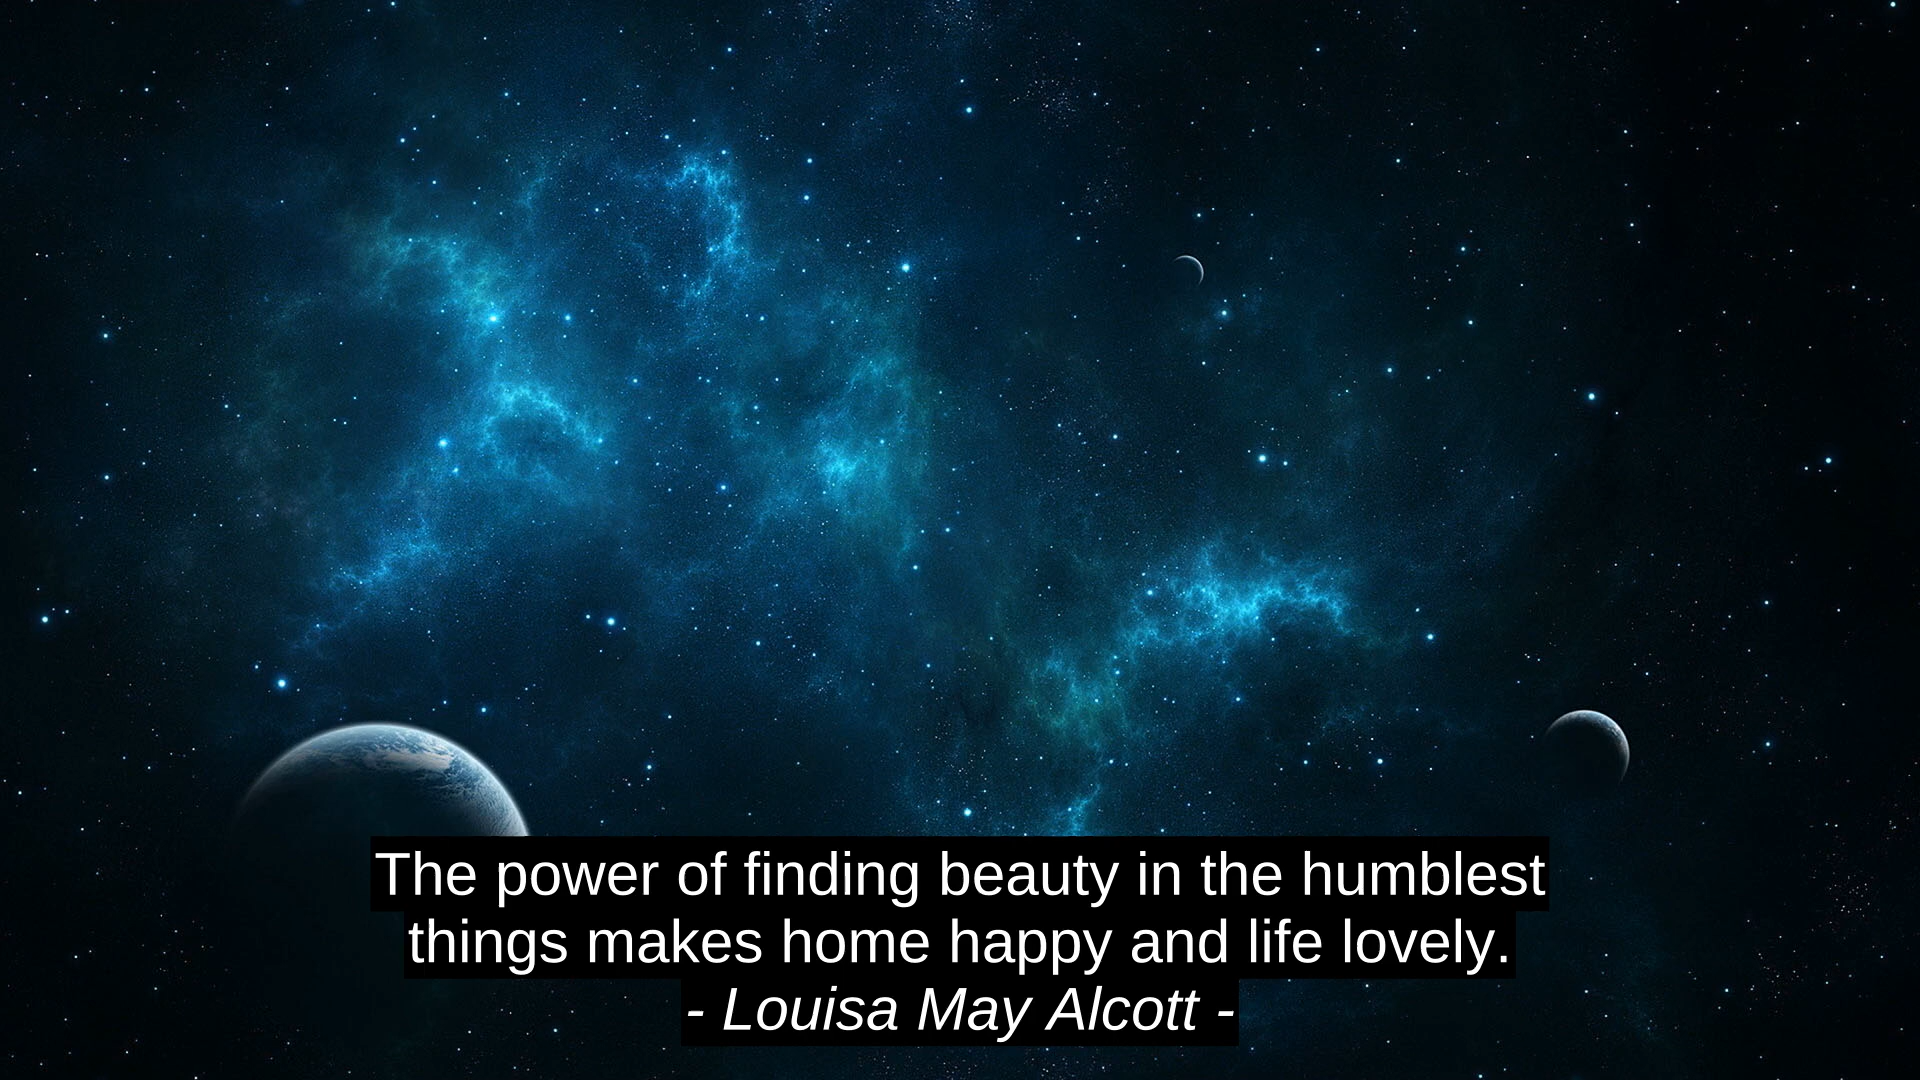 The power of finding beauty in the humblest
things makes home happy and life lovely.
- Louisa May Alcott -